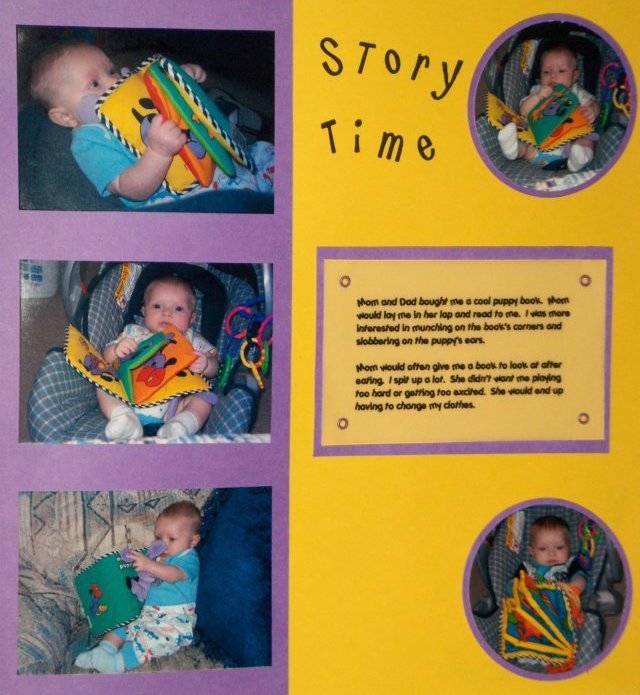 Story
Time
Mom and Dad bought me a cool puppy book. Mom
would lay me in her lap and read to me. I was more
interested in munching on the book's corners and
slobbering on the puppy's ears.
Mom would often give me a book to look at after
eating. I spit up a lot. She didn't want me playing
too hard or getting too excited. She would end up
having to change my clothes.